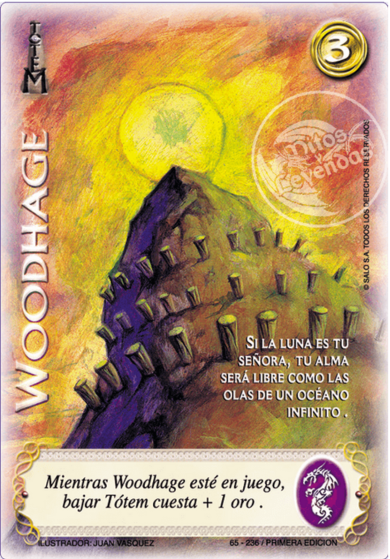 TÓTEM
3
WOODHAGE
Mitos
y
Leyendas
© SALO S.A. TODOS LOS DERECHOS RESERVADOS
SI LA LUNA ES TU
SEÑORA, TU ALMA
SERÁ LIBRE COMO LAS
OLAS DE UN OCÉANO
INFINITO .
Mientras Woodhage esté en juego,
bajar Tótem cuesta + 1 oro .
ILUSTRADOR: JUAN VASQUEZ
65 - 236 / PRIMERA EDICION